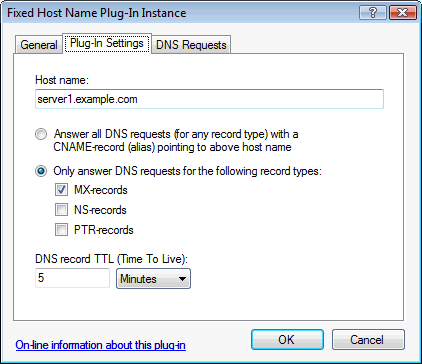 Fixed Host Name Plug-In Instance
General Plug-In Settings DNS Requests
Host name:
server1.example.com
Answer all DNS requests (for any record type) with a
CNAME-record (alias) pointing to above host name
Only answer DNS requests for the following record types:
MX-records
NS-records
PTR-records
DNS record TTL (Time To Live):
5 Minutes
On-line information about this plug-in
OK Cancel